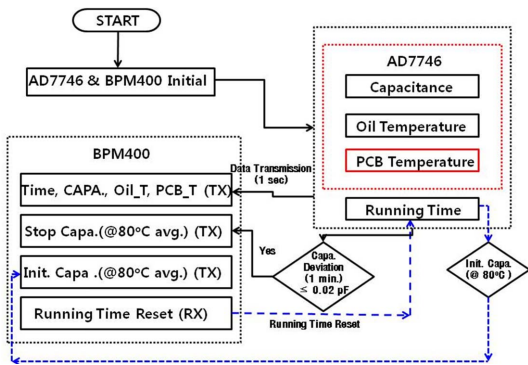 START
AD7746 & BPM400 Initial
AD7746
Capacitance
Oil Temperature
PCB Temperature
Running Time
BPM400
Data Transmission
(1 sec)
Time, CAPA., Oil_T, PCB_T (TX)
Stop Capa.(@80oC avg.) (TX)
Init. Capa .(@80oC avg.) (TX)
Running Time Reset (RX)
Yes
Capa.
Deviation
(1 min.)
≤ 0.02 pF
Init. Capa.
(@ 80℃ )
Running Time Reset